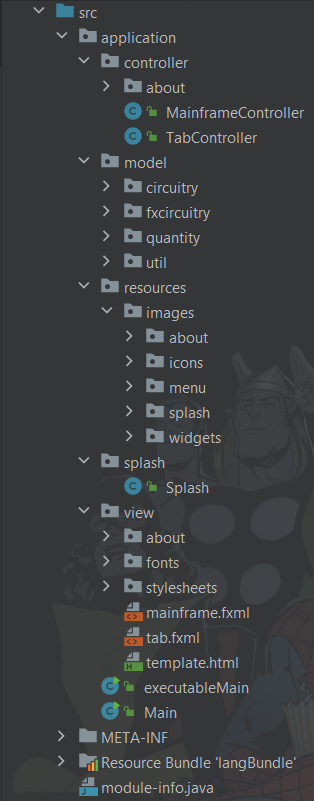 src
application
controller
about
MainframeController
TabController
model
circuitry
fxcircuitry
quantity
util
resources
images
about
icons
menu
splash
widgets
splash
Splash
view
about
fonts
stylesheets
mainframe.fxml
tab.fxml
template.html
executableMain
Main
META-INF
Resource Bundle 'langBundle'
module-info.java